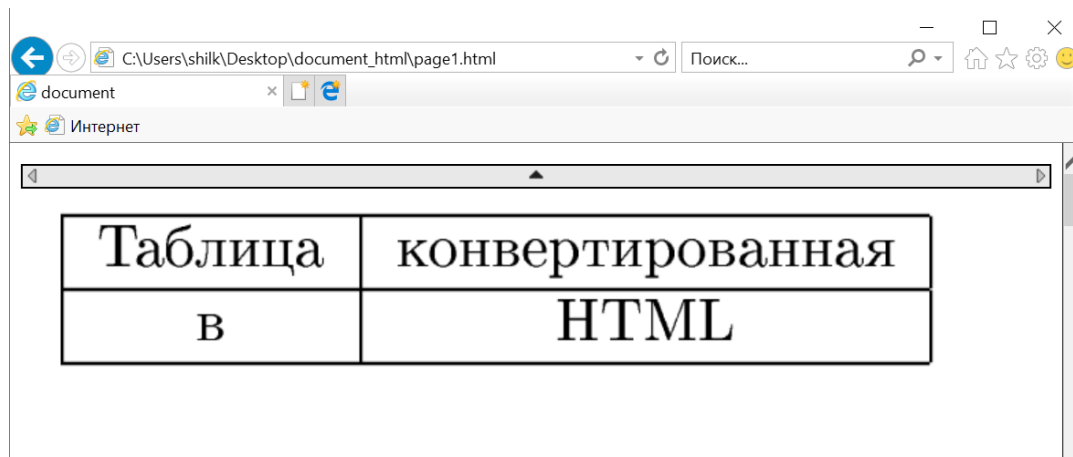 C:\Users\shilk\Desktop\document_html\page1.html Поиск...
document
Интернет
Таблица конвертированная
в HTML